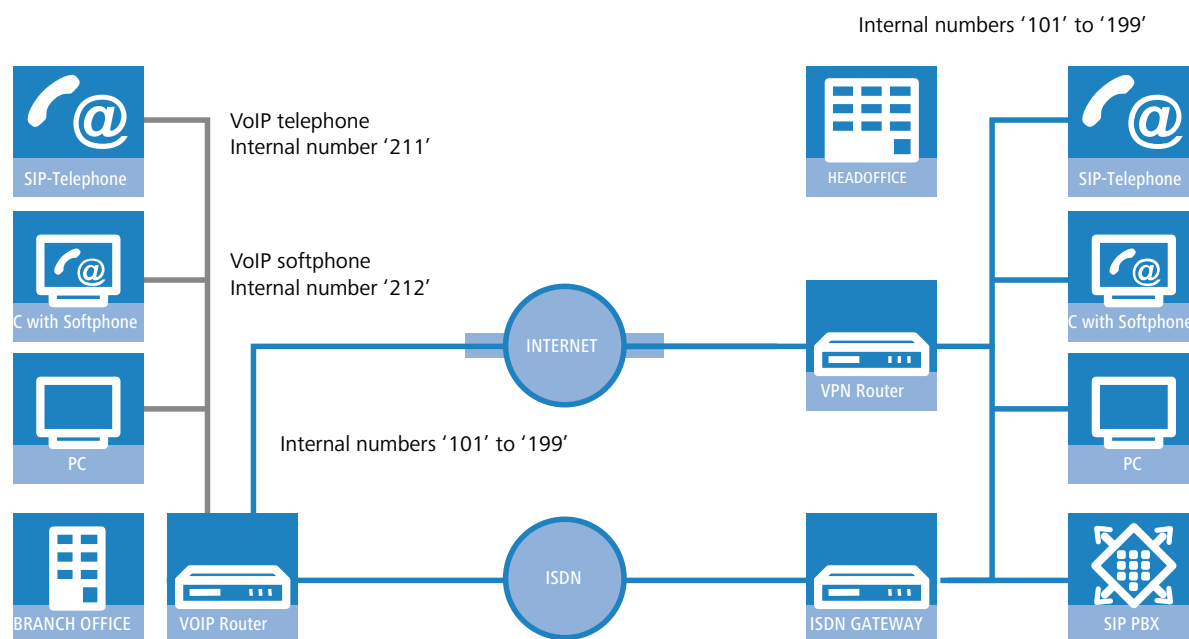 Internal numbers ‘101’ to ‘199’
SIP-Telephone
VoIP telephone
Internal number ‘211’
HEADOFFICE
SIP-Telephone
C with Softphone
VoIP softphone
Internal number ‘212’
C with Softphone
INTERNET
VPN Router
PC
Internal numbers ‘101’ to ‘199’
PC
BRANCH OFFICE
VOIP Router
ISDN
ISDN GATEWAY
SIP PBX